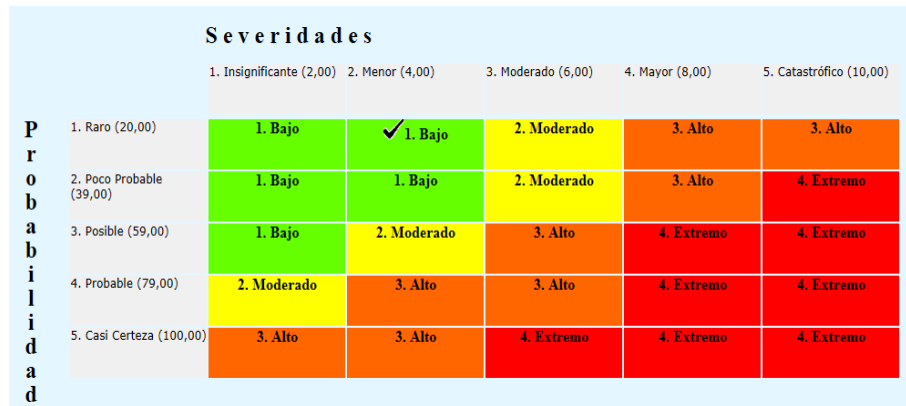 Severidades
1. Insignificante (2,00) 2. Menor (4,00) 3. Moderado (6,00) 4. Mayor (8,00) 5. Catastrófico (10,00)
Probabilidad
1. Raro (20,00) 1. Bajo 1. Bajo 2. Moderado 3. Alto 3. Alto
2. Poco Probable
(39,00) 1. Bajo 1. Bajo 2. Moderado 3. Alto 4. Extremo
3. Posible (59,00) 1. Bajo 2. Moderado 3. Alto 4. Extremo 4. Extremo
4. Probable (79,00) 2. Moderado 3. Alto 3. Alto 4. Extremo 4. Extremo
5. Casi Certeza (100,00) 3. Alto 3. Alto 4. Extremo 4. Extremo 4. Extremo